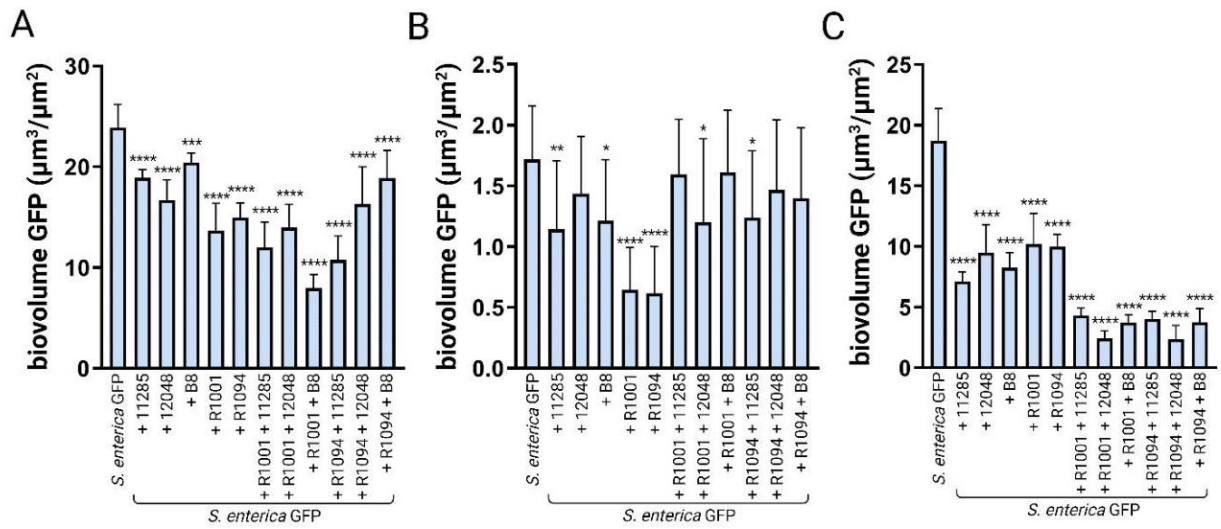 A
biovolume GFP (µm³/µm²)
30
20
10
0
****
****
***
****
****
****
****
****
****
****
****
S. enterica GFP
+ 11285
+ 12048
+ B8
+ R1001
+ R1094
+ R1001 + 11285
+ R1001 + 12048
+ R1001 + B8
+ R1094 + 11285
+ R1094 + 12048
+ R1094 + B8
S. enterica GFP
B
biovolume GFP (µm³/µm²)
2.5
2.0
1.5
1.0
0.5
0.0
**
*
****
****
*
*
S. enterica GFP
+ 11285
+ 12048
+ B8
+ R1001
+ R1094
+ R1001 + 11285
+ R1001 + 12048
+ R1001 + B8
+ R1094 + 11285
+ R1094 + 12048
+ R1094 + B8
S. enterica GFP
C
biovolume GFP (µm³/µm²)
25
20
15
10
5
0
****
****
****
****
****
****
****
****
****
****
****
S. enterica GFP
+ 11285
+ 12048
+ B8
+ R1001
+ R1094
+ R1001 + 11285
+ R1001 + 12048
+ R1001 + B8
+ R1094 + 11285
+ R1094 + 12048
+ R1094 + B8
S. enterica GFP